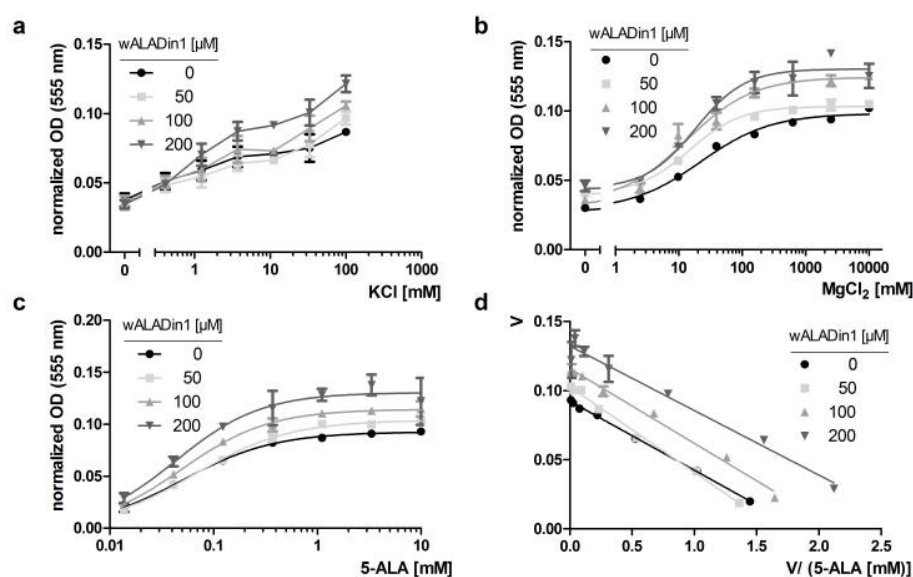 a
wALADin1 [µM]
0
50
100
200
normalized OD (555 nm)
0.15
0.10
0.05
0.00
0 1 10 100 1000
KCl [mM]
b
wALADin1 [µM]
0
50
100
200
normalized OD (555 nm)
0.15
0.10
0.05
0.00
0 1 10 100 1000 10000
MgCl2 [mM]
c
wALADin1 [µM]
0
50
100
200
normalized OD (555 nm)
0.20
0.15
0.10
0.05
0.00
0.01 0.1 1 10
5-ALA [mM]
d
wALADin1 [µM]
0
50
100
200
V
0.15
0.10
0.05
0.00
0.0 0.5 1.0 1.5 2.0 2.5
V/ (5-ALA [mM)]